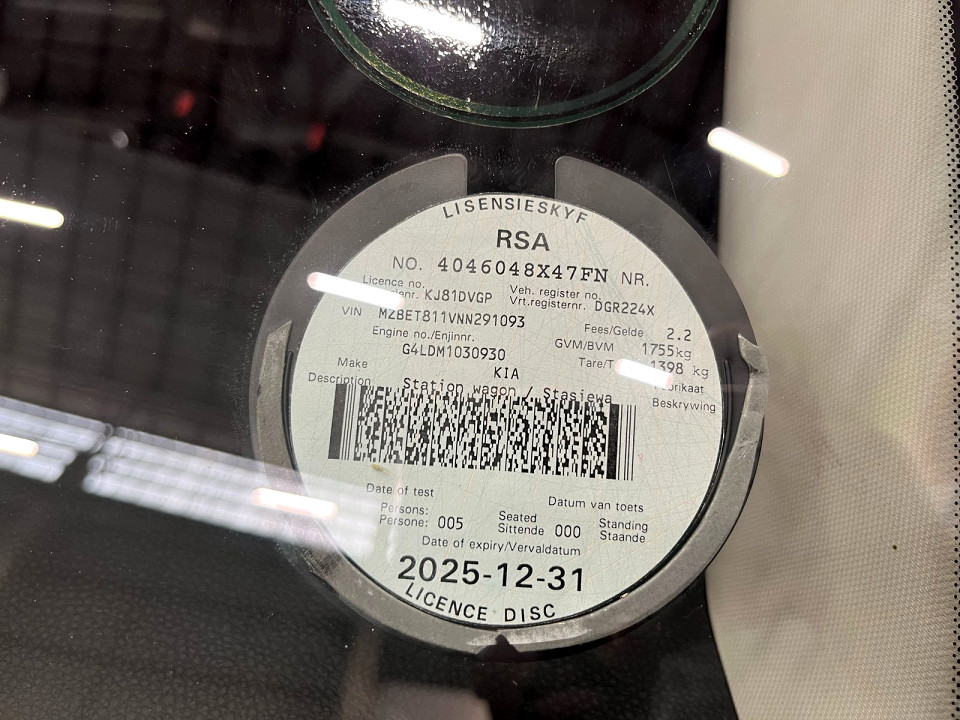 LISENSIESKYF
RSA
NO. 4046048X47FN NR.
Licence no. Veh. register no.
KJ81DVGP Vrt.registernr. DGR224X
VIN MZBET811VNN291093
Fees/Gelde 2.2
Engine no./Enjinnr. GVM/BVM 1755kg
G4LDM1030930 1398 kg
Make KIA
Description Station wagon / Stasiewa Beskrywing
Date of test Datum van toets
Persons: Seated Standing
Persone: 005 Sittende 000 Staande
Date of expiry/Vervaldatum
2025-12-31
LICENCE DISC